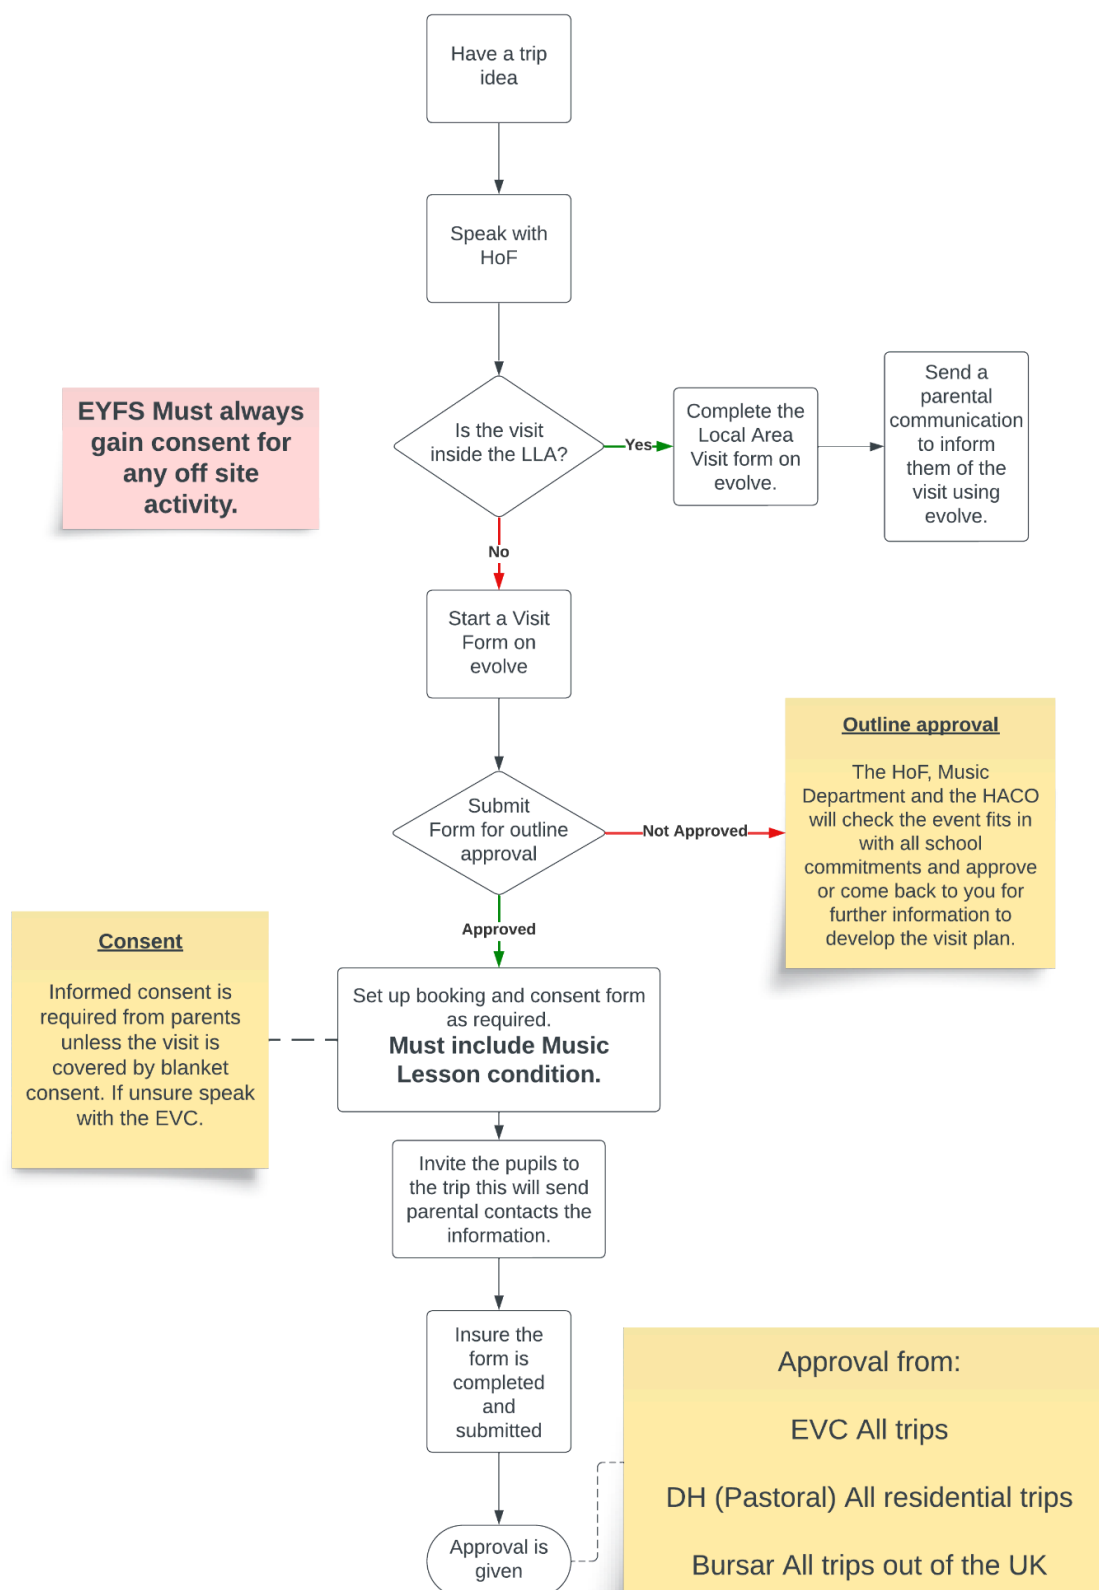 Have a trip
idea
Speak with
HoF
EYFS Must always
gain consent for
any off site
activity.
Is the visit
inside the LLA?
Yes
Complete the
Local Area
Visit form on
evolve.
Send a
parental
communication
to inform
them of the
visit using
evolve.
No
Start a Visit
Form on
evolve
Submit
Form for outline
approval
Not Approved
Outline approval
The HoF, Music
Department and the HACO
will check the event fits in
with all school
commitments and approve
or come back to you for
further information to
develop the visit plan.
Approved
Consent
Informed consent is
required from parents
unless the visit is
covered by blanket
consent. If unsure speak
with the EVC.
Set up booking and consent form
as required.
Must include Music
Lesson condition.
Invite the pupils to
the trip this will send
parental contacts the
information.
Insure the
form is
completed
and
submitted
Approval is
given
Approval from:
EVC All trips
DH (Pastoral) All residential trips
Bursar All trips out of the UK